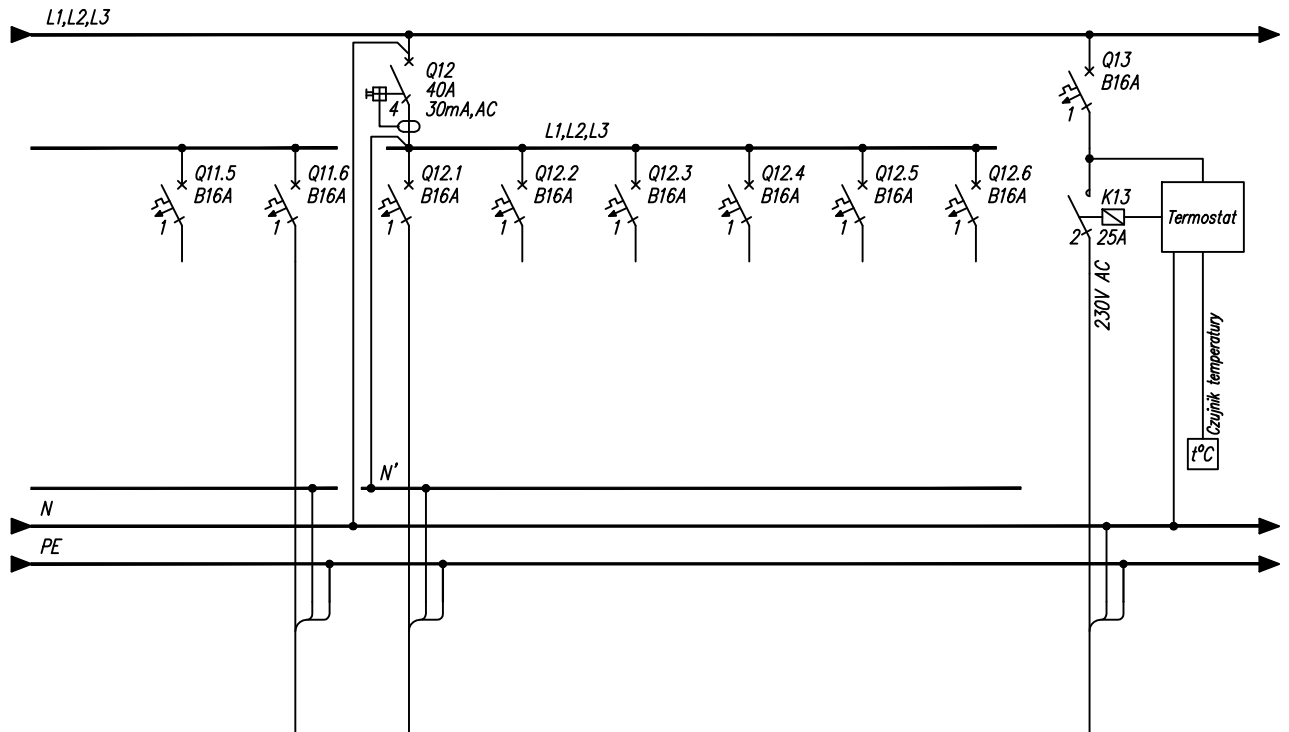 L1,L2,L3
Q12
40A
30mA,AC
4
Q13
B16A
1
L1,L2,L3
Q11.5
B16A
1
Q11.6
B16A
1
Q12.1
B16A
1
Q12.2
B16A
1
Q12.3
B16A
1
Q12.4
B16A
1
Q12.5
B16A
1
Q12.6
B16A
1
K13
2 25A
Termostat
230V AC
Czujnik temperatury
t°C
N'
N
PE